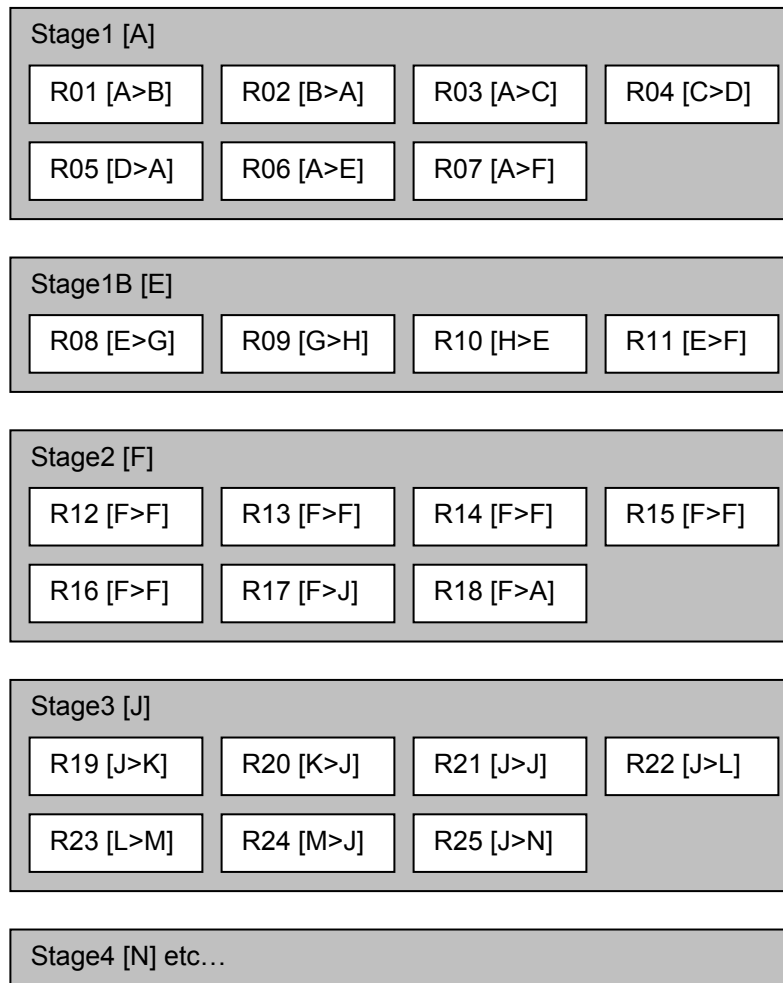 Stage1 [A]
R01 [A>B] R02 [B>A] R03 [A>C] R04 [C>D]
R05 [D>A] R06 [A>E] R07 [A>F]
Stage1B [E]
R08 [E>G] R09 [G>H] R10 [H>E R11 [E>F]
Stage2 [F]
R12 [F>F] R13 [F>F] R14 [F>F] R15 [F>F]
R16 [F>F] R17 [F>J] R18 [F>A]
Stage3 [J]
R19 [J>K] R20 [K>J] R21 [J>J] R22 [J>L]
R23 [L>M] R24 [M>J] R25 [J>N]
Stage4 [N] etc…